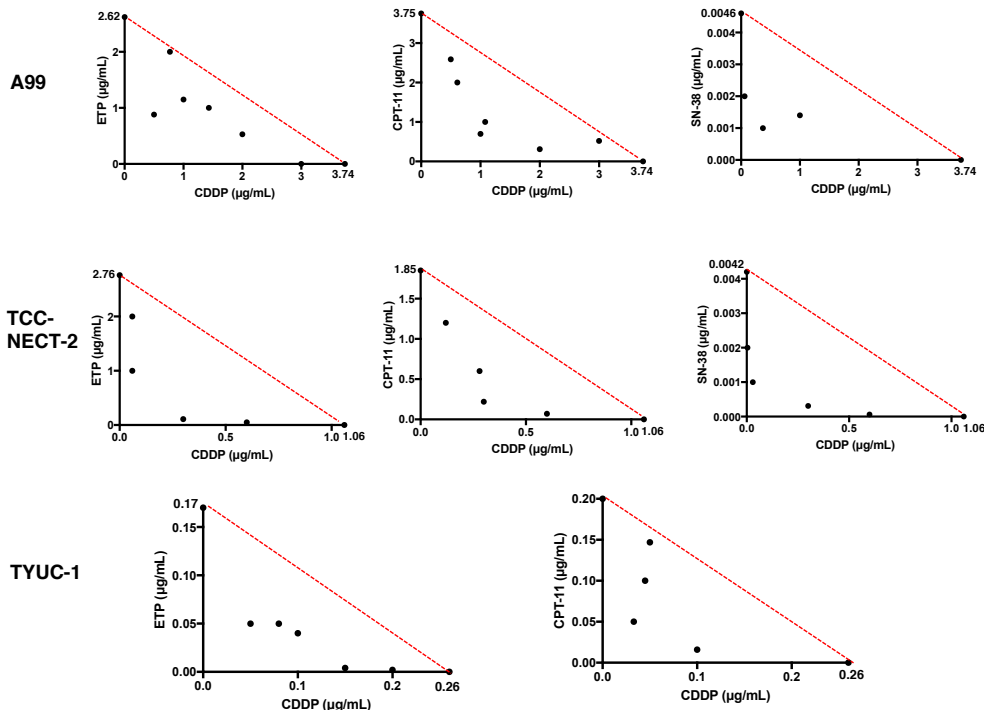 A99
2.62
2
1
0
ETP (µg/mL)
0 1 2 3 3.74
CDDP (µg/mL)
3.75
3
2
1
0
CPT-11 (µg/mL)
0 1 2 3 3.74
CDDP (µg/mL)
0.0046
0.004
0.003
0.002
0.001
0.000
SN-38 (µg/mL)
0 1 2 3 3.74
CDDP (µg/mL)
TCC-
NECT-2
2.76
2
1
0
ETP (µg/mL)
0.0 0.5 1.0 1.06
CDDP (µg/mL)
1.85
1.5
1.0
0.5
0.0
CPT-11 (µg/mL)
0.0 0.5 1.0 1.06
CDDP (µg/mL)
0.0042
0.004
0.003
0.002
0.001
0.000
SN-38 (µg/mL)
0.0 0.5 1.0 1.06
CDDP (µg/mL)
TYUC-1
0.17
0.15
0.10
0.05
0.00
ETP (µg/mL)
0.0 0.1 0.2 0.26
CDDP (µg/mL)
0.20
0.15
0.10
0.05
0.00
CPT-11 (µg/mL)
0.0 0.1 0.2 0.26
CDDP (µg/mL)